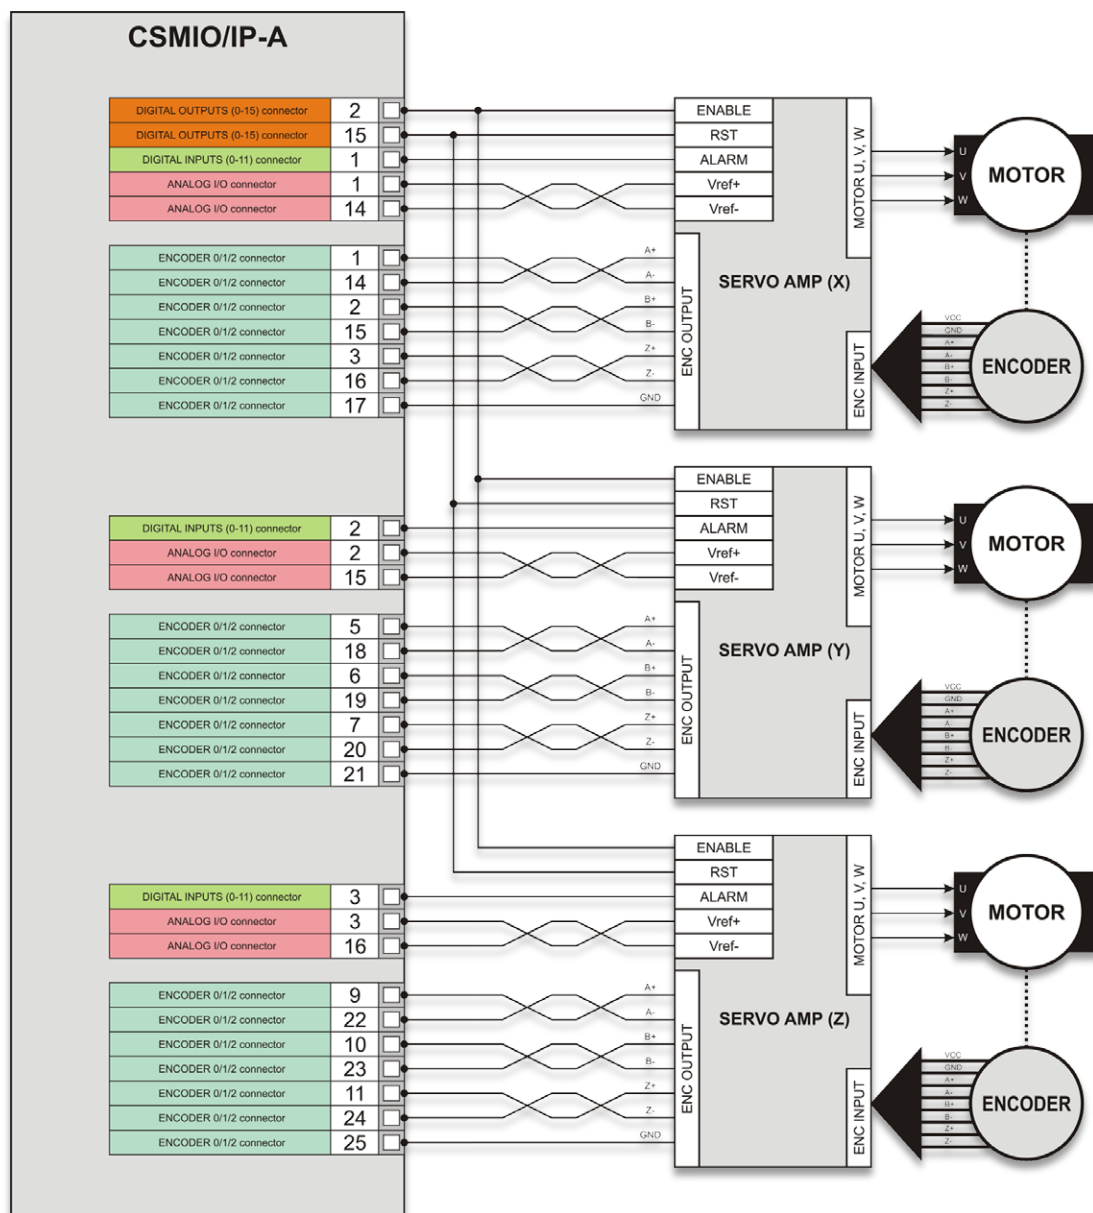 CSMIO/IP-A
DIGITAL OUTPUTS (0-15) connector 2 ENABLE
DIGITAL OUTPUTS (0-15) connector 15 RST
DIGITAL INPUTS (0-11) connector 1 ALARM
ANALOG I/O connector 1 Vref+
ANALOG I/O connector 14 Vref-
MOTOR U, V, W
U
V
W
MOTOR
ENCODER 0/1/2 connector 1 A+
ENCODER 0/1/2 connector 14 A-
ENCODER 0/1/2 connector 2 B+
ENCODER 0/1/2 connector 15 B-
ENCODER 0/1/2 connector 3 Z+
ENCODER 0/1/2 connector 16 Z-
ENCODER 0/1/2 connector 17 GND
ENC OUTPUT
SERVO AMP (X)
ENC INPUT
VCC
GND
A+
A-
B+
B-
Z+
Z-
ENCODER
ENABLE
RST
DIGITAL INPUTS (0-11) connector 2 ALARM
ANALOG I/O connector 2 Vref+
ANALOG I/O connector 15 Vref-
MOTOR U, V, W
U
V
W
MOTOR
ENCODER 0/1/2 connector 5 A+
ENCODER 0/1/2 connector 18 A-
ENCODER 0/1/2 connector 6 B+
ENCODER 0/1/2 connector 19 B-
ENCODER 0/1/2 connector 7 Z+
ENCODER 0/1/2 connector 20 Z-
ENCODER 0/1/2 connector 21 GND
ENC OUTPUT
SERVO AMP (Y)
ENC INPUT
VCC
GND
A+
A-
B+
B-
Z+
Z-
ENCODER
ENABLE
RST
DIGITAL INPUTS (0-11) connector 3 ALARM
ANALOG I/O connector 3 Vref+
ANALOG I/O connector 16 Vref-
MOTOR U, V, W
U
V
W
MOTOR
ENCODER 0/1/2 connector 9 A+
ENCODER 0/1/2 connector 22 A-
ENCODER 0/1/2 connector 10 B+
ENCODER 0/1/2 connector 23 B-
ENCODER 0/1/2 connector 11 Z+
ENCODER 0/1/2 connector 24 Z-
ENCODER 0/1/2 connector 25 GND
ENC OUTPUT
SERVO AMP (Z)
ENC INPUT
VCC
GND
A+
A-
B+
B-
Z+
Z-
ENCODER